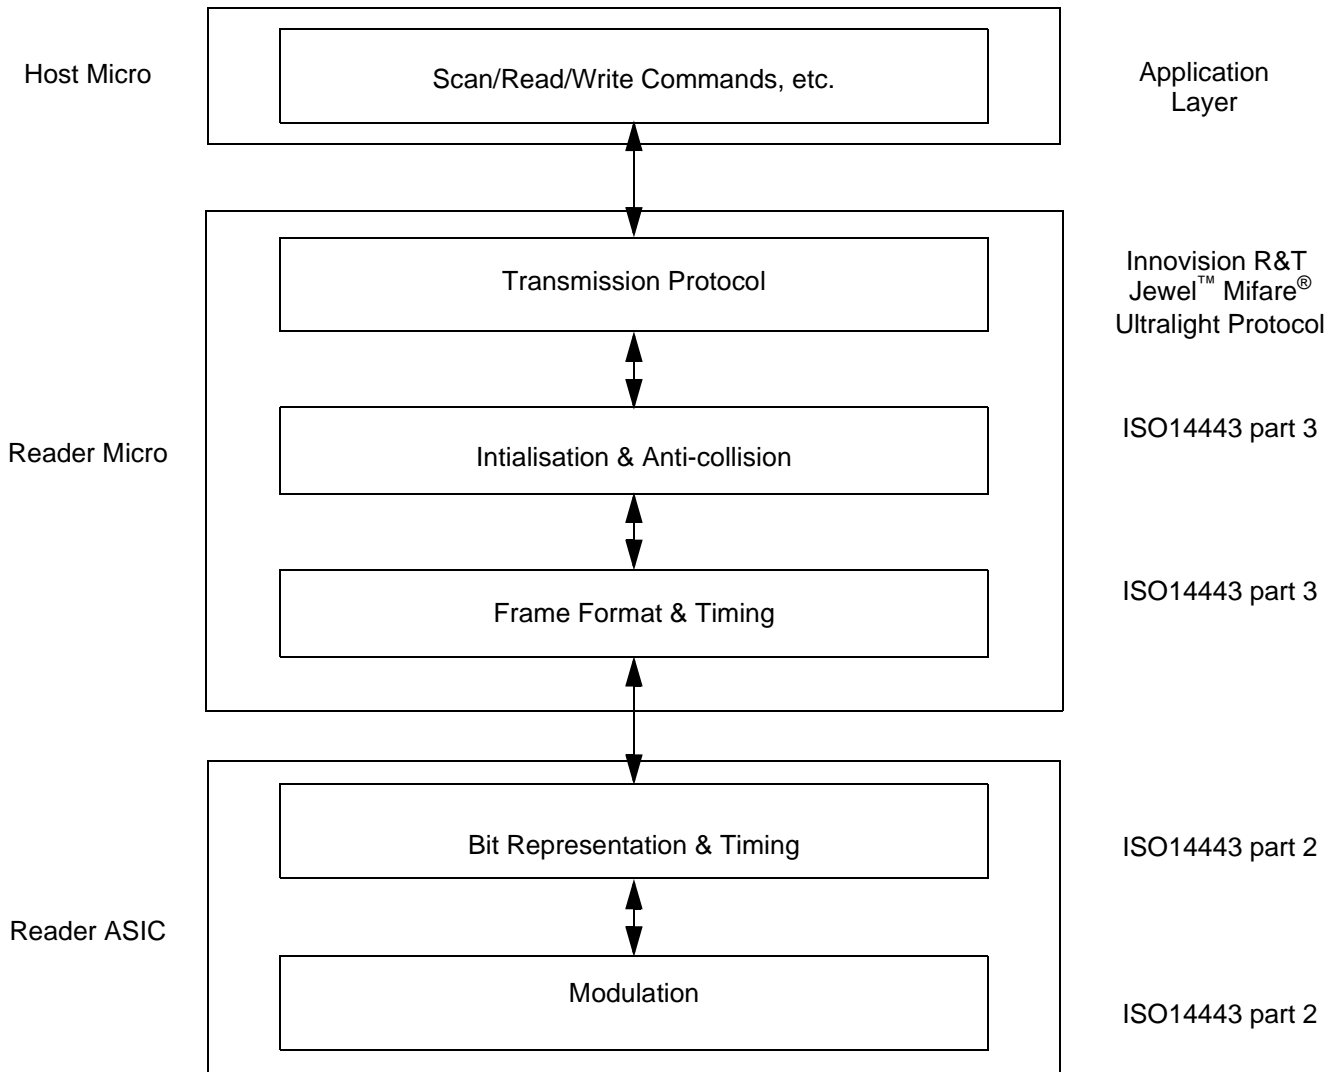 Host Micro
Scan/Read/Write Commands, etc.
Application
Layer
Transmission Protocol
Innovision R&T
Jewel™ Mifare®
Ultralight Protocol
Reader Micro
Intialisation & Anti-collision
ISO14443 part 3
Frame Format & Timing
ISO14443 part 3
Bit Representation & Timing
ISO14443 part 2
Reader ASIC
Modulation
ISO14443 part 2